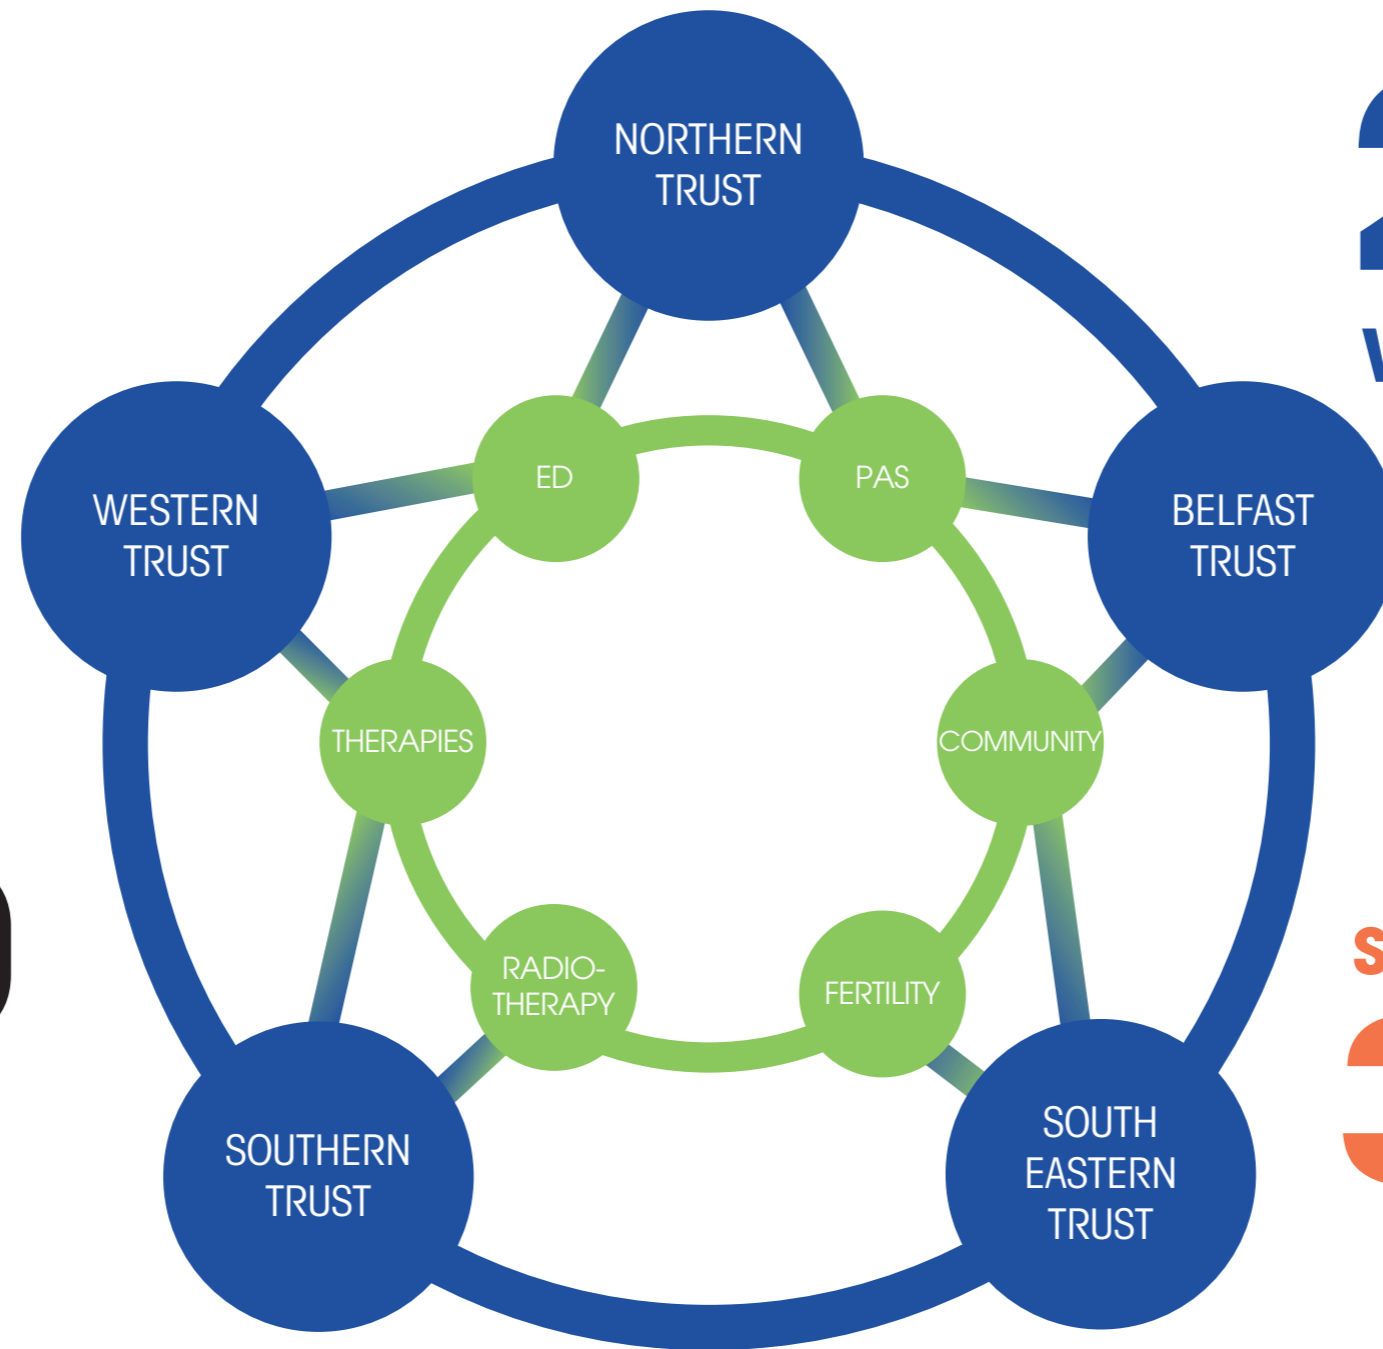 NORTHERN
TRUST
WESTERN
TRUST
ED
PAS
BELFAST
TRUST
THERAPIES
COMMUNITY
RADIO-
THERAPY
FERTILITY
SOUTHERN
TRUST
SOUTH
EASTERN
TRUST